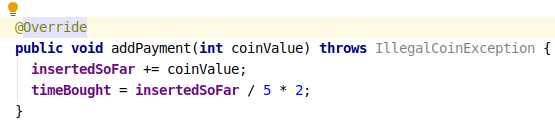 @Override
public void addPayment(int coinValue) throws IllegalCoinException {
insertedSoFar += coinValue;
timeBought = insertedSoFar / 5 * 2;
}